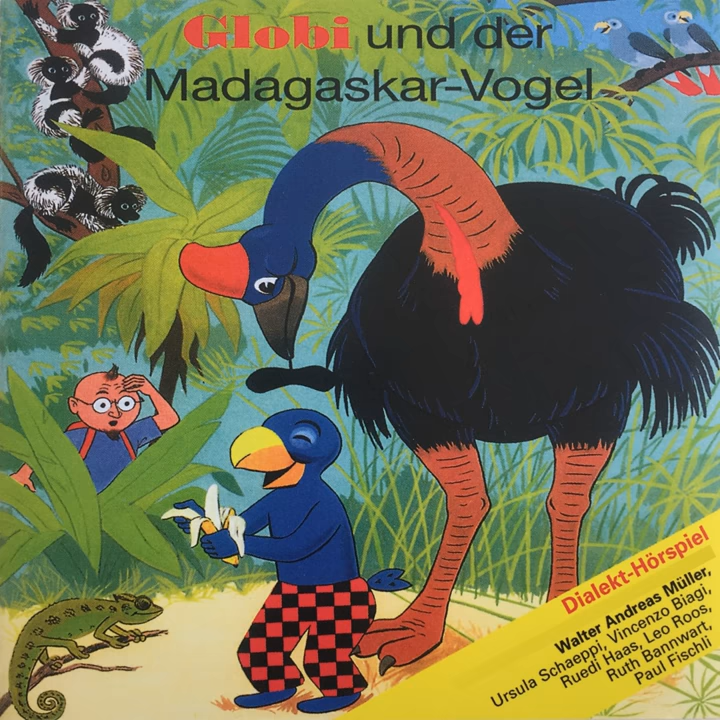 Globi und der
Madagaskar-Vogel
Dialekt-Hörspiel
Walter Andreas Müller,
Ursula Schaeppi, Vincenzo Biagi,
Ruedi Haas, Leo Roos,
Ruth Bannwart,
Paul Fischli